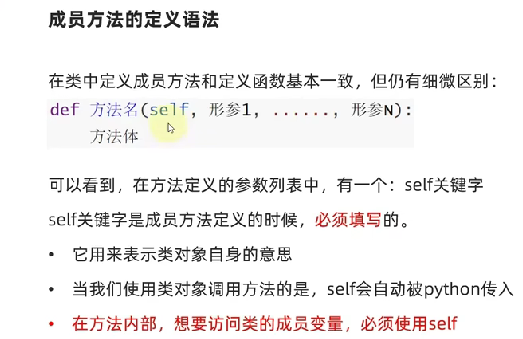 成员方法的定义语法
在类中定义成员方法和定义函数基本一致，但仍有细微区别：
def 方法名(self, 形参1, ......, 形参N):
方法体
可以看到，在方法定义的参数列表中，有一个：self关键字
self关键字是成员方法定义的时候，必须填写的。
• 它用来表示类对象自身的意思
• 当我们使用类对象调用方法的是，self会自动被python传入
• 在方法内部，想要访问类的成员变量，必须使用self